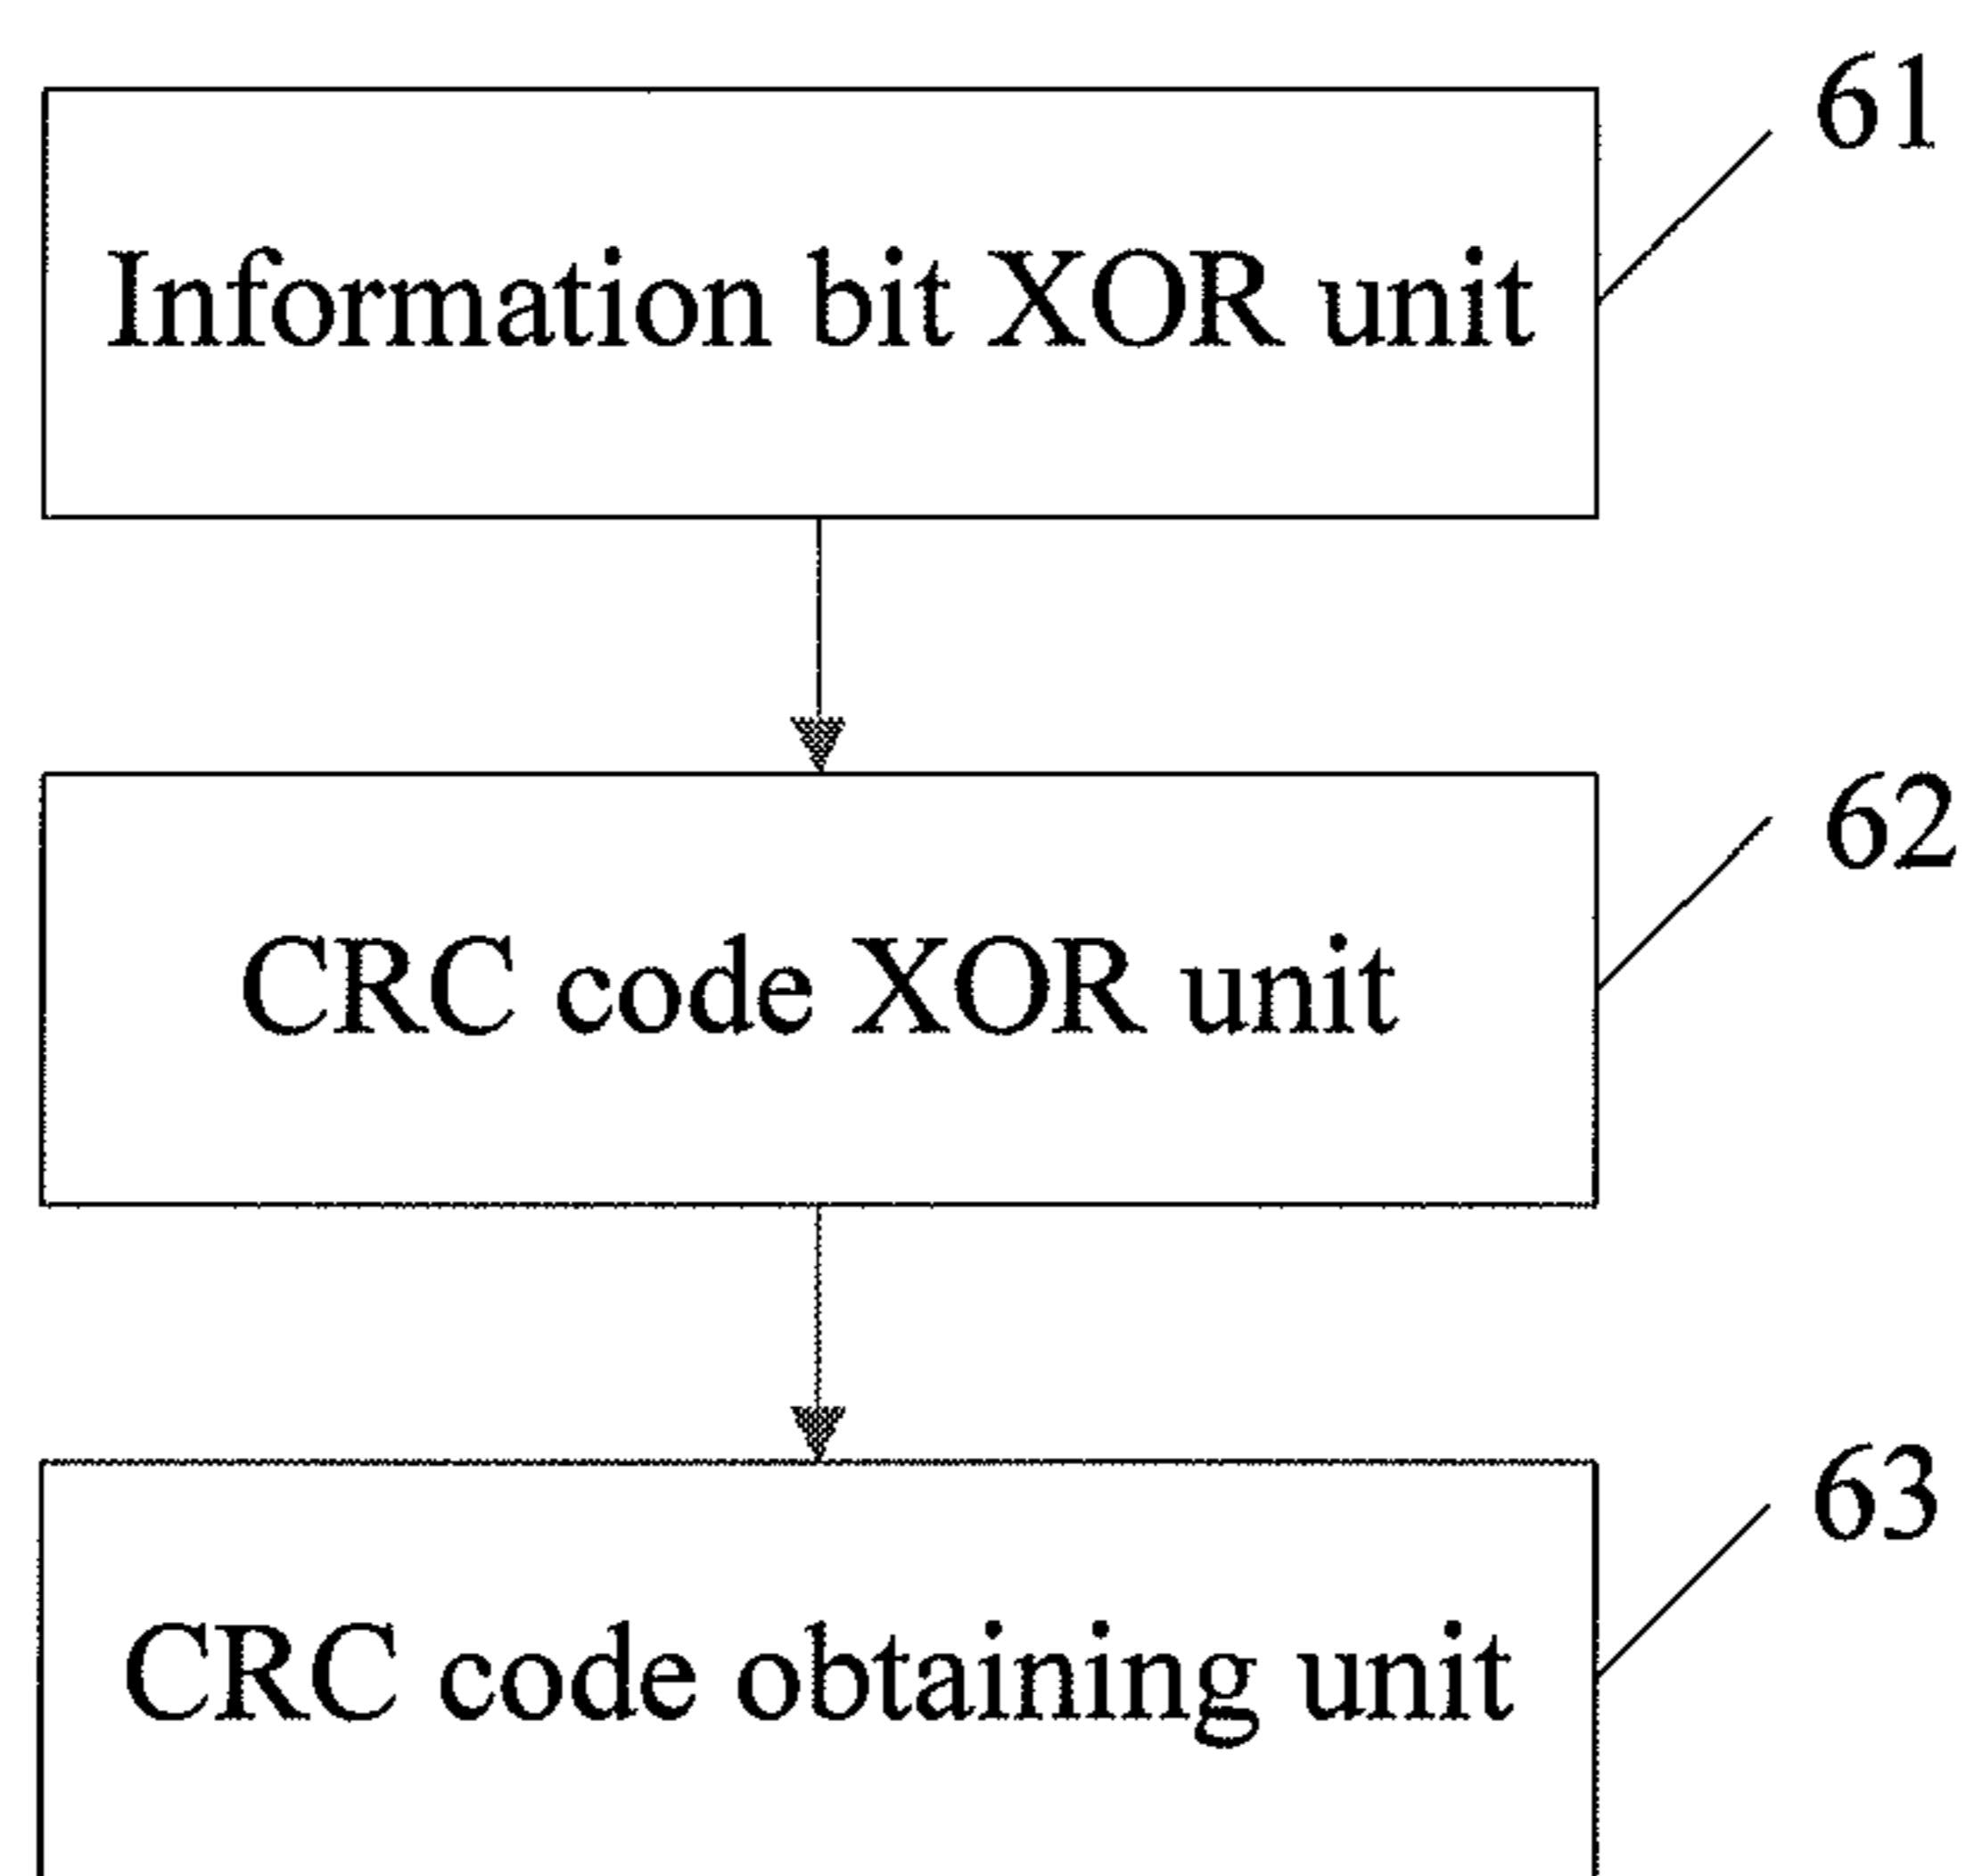 61
Information bit XOR unit
62
CRC code XOR unit
63
CRC code obtaining unit